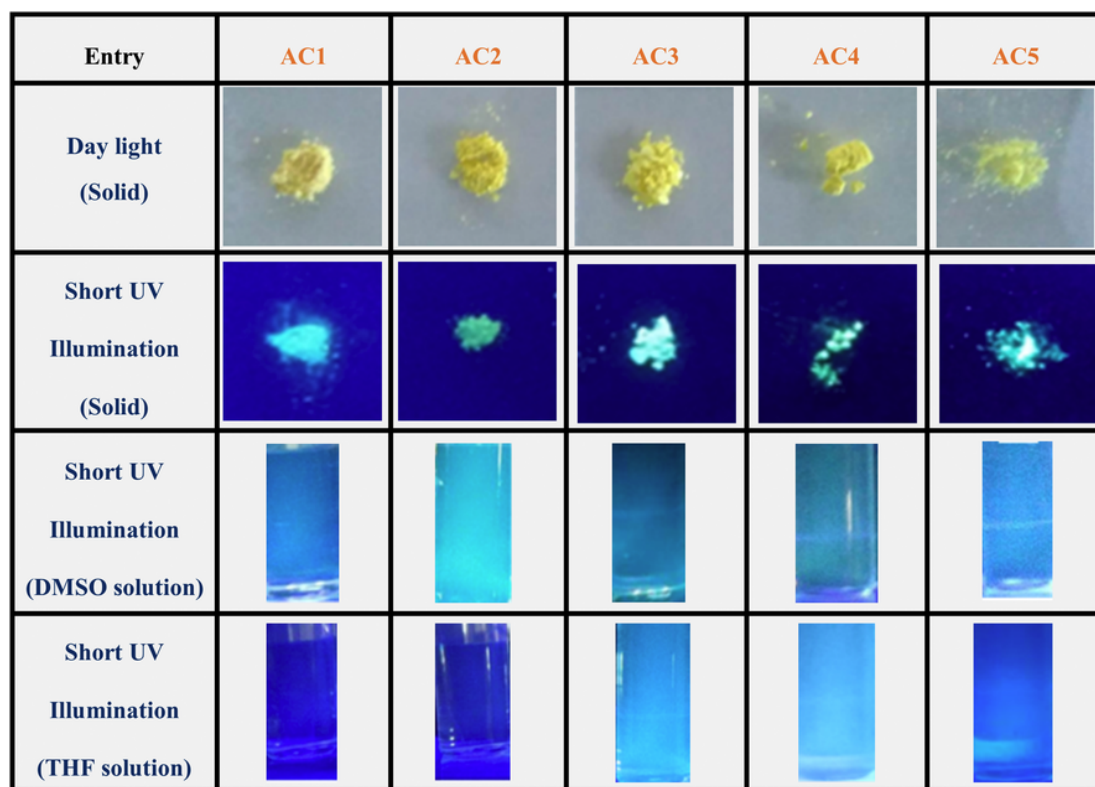 Entry AC1 AC2 AC3 AC4 AC5
Day light
(Solid)
Short UV
Illumination
(Solid)
Short UV
Illumination
(DMSO solution)
Short UV
Illumination
(THF solution)